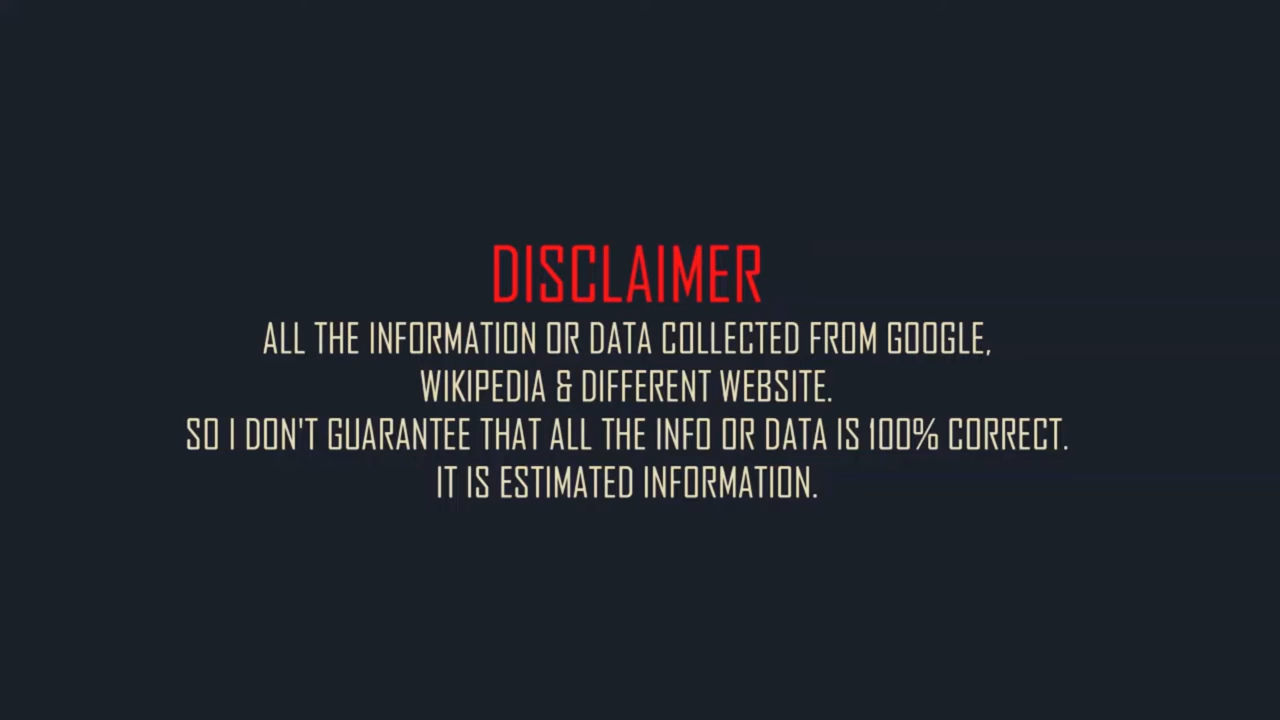 DISCLAIMER
ALL THE INFORMATION OR DATA COLLECTED FROM GOOGLE,
WIKIPEDIA & DIFFERENT WEBSITE.
SO I DON'T GUARANTEE THAT ALL THE INFO OR DATA IS 100% CORRECT.
IT IS ESTIMATED INFORMATION.